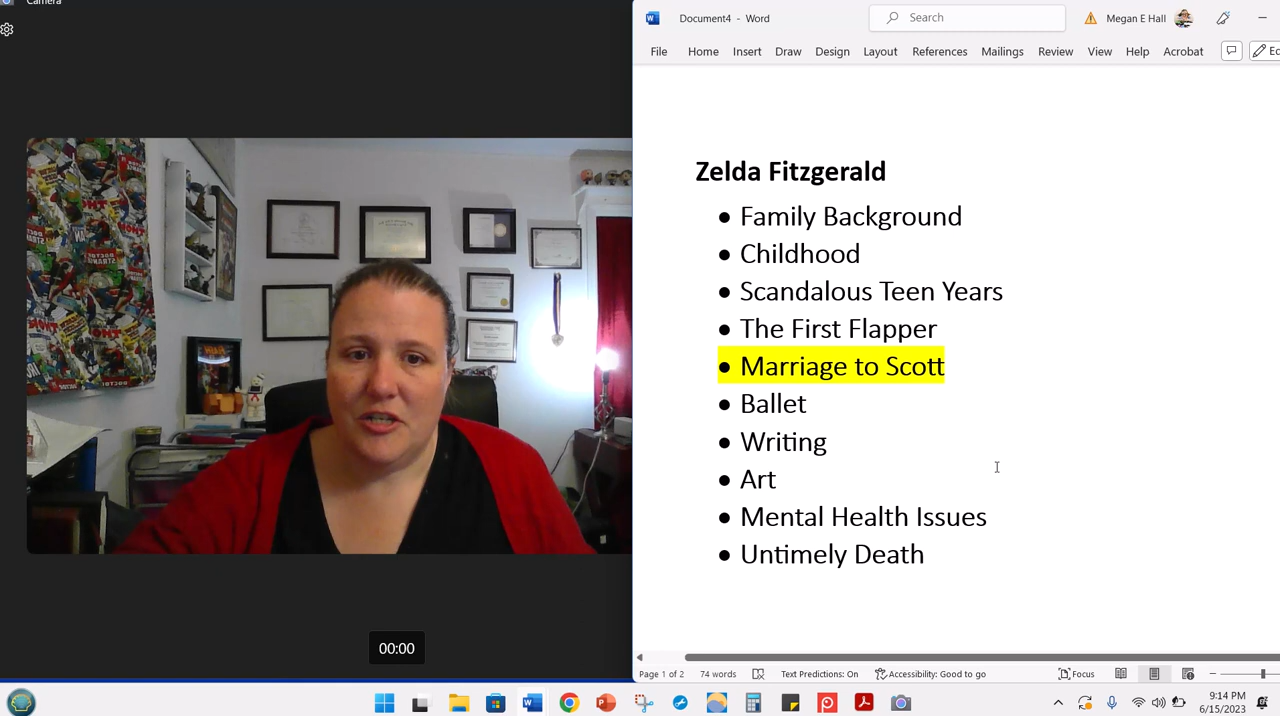 Camera
Document4 - Word
Search
Megan E Hall
File Home Insert Draw Design Layout References Mailings Review View Help Acrobat
Zelda Fitzgerald
• Family Background
• Childhood
• Scandalous Teen Years
• The First Flapper
• Marriage to Scott
• Ballet
• Writing
• Art
• Mental Health Issues
• Untimely Death
00:00
Page 1 of 2 74 words Text Predictions: On Accessibility: Good to go Focus
9:14 PM
6/15/2023